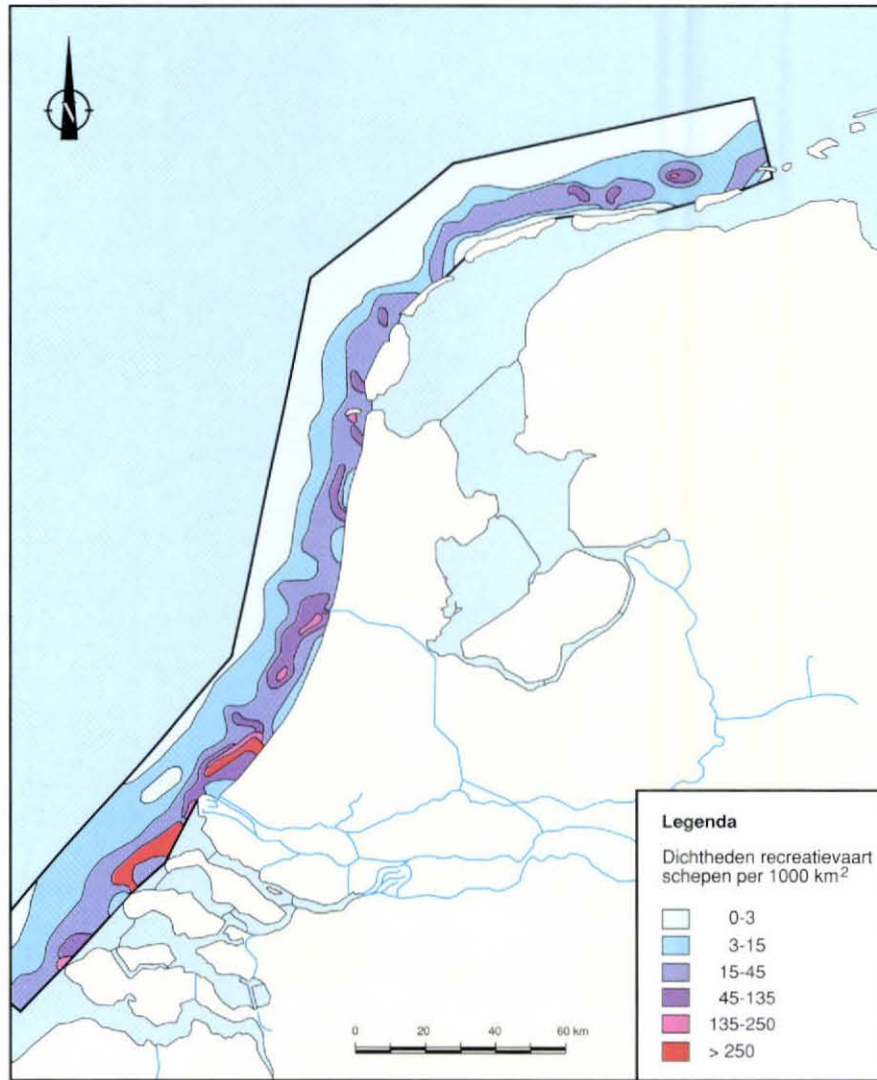 N
Legenda
Dichtheden recreatievaart
schepen per 1000 km²
0-3
3-15
15-45
45-135
135-250
> 250
0 20 40 60 km